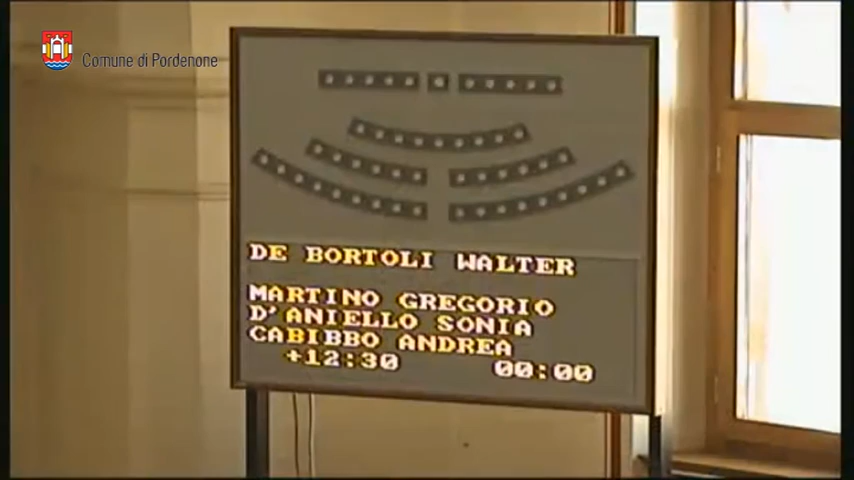 Comune di Pordenone
DE BORTOLI WALTER
MARTINO GREGORIO
D'ANIELLO SONIA
CABIBBO ANDREA
+12:30 00:00